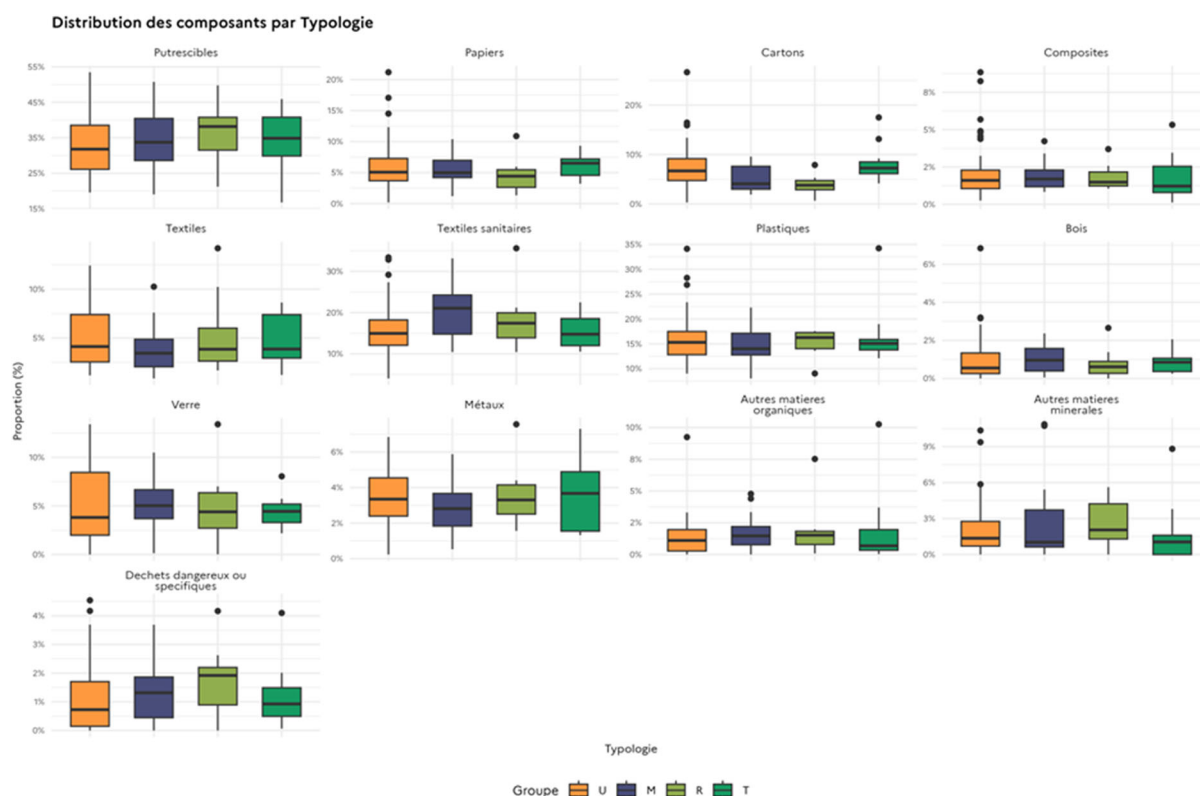 Distribution des composants par Typologie
Putrescibles
Papiers
Cartons
Composites
55%
45%
35%
25%
15%
20%
15%
10%
5%
0%
20%
10%
0%
8%
5%
2%
0%
Textiles
Textiles sanitaires
Plastiques
Bois
10%
5%
30%
20%
10%
35%
30%
25%
20%
15%
10%
6%
4%
2%
0%
Proportion (%)
Verre
Métaux
Autres matieres
organiques
Autres matieres
minerales
10%
5%
0%
6%
4%
2%
0%
10%
8%
5%
2%
0%
9%
6%
3%
0%
Dechets dangereux ou
specifiques
4%
3%
2%
1%
0%
Typologie
Groupe U M R T